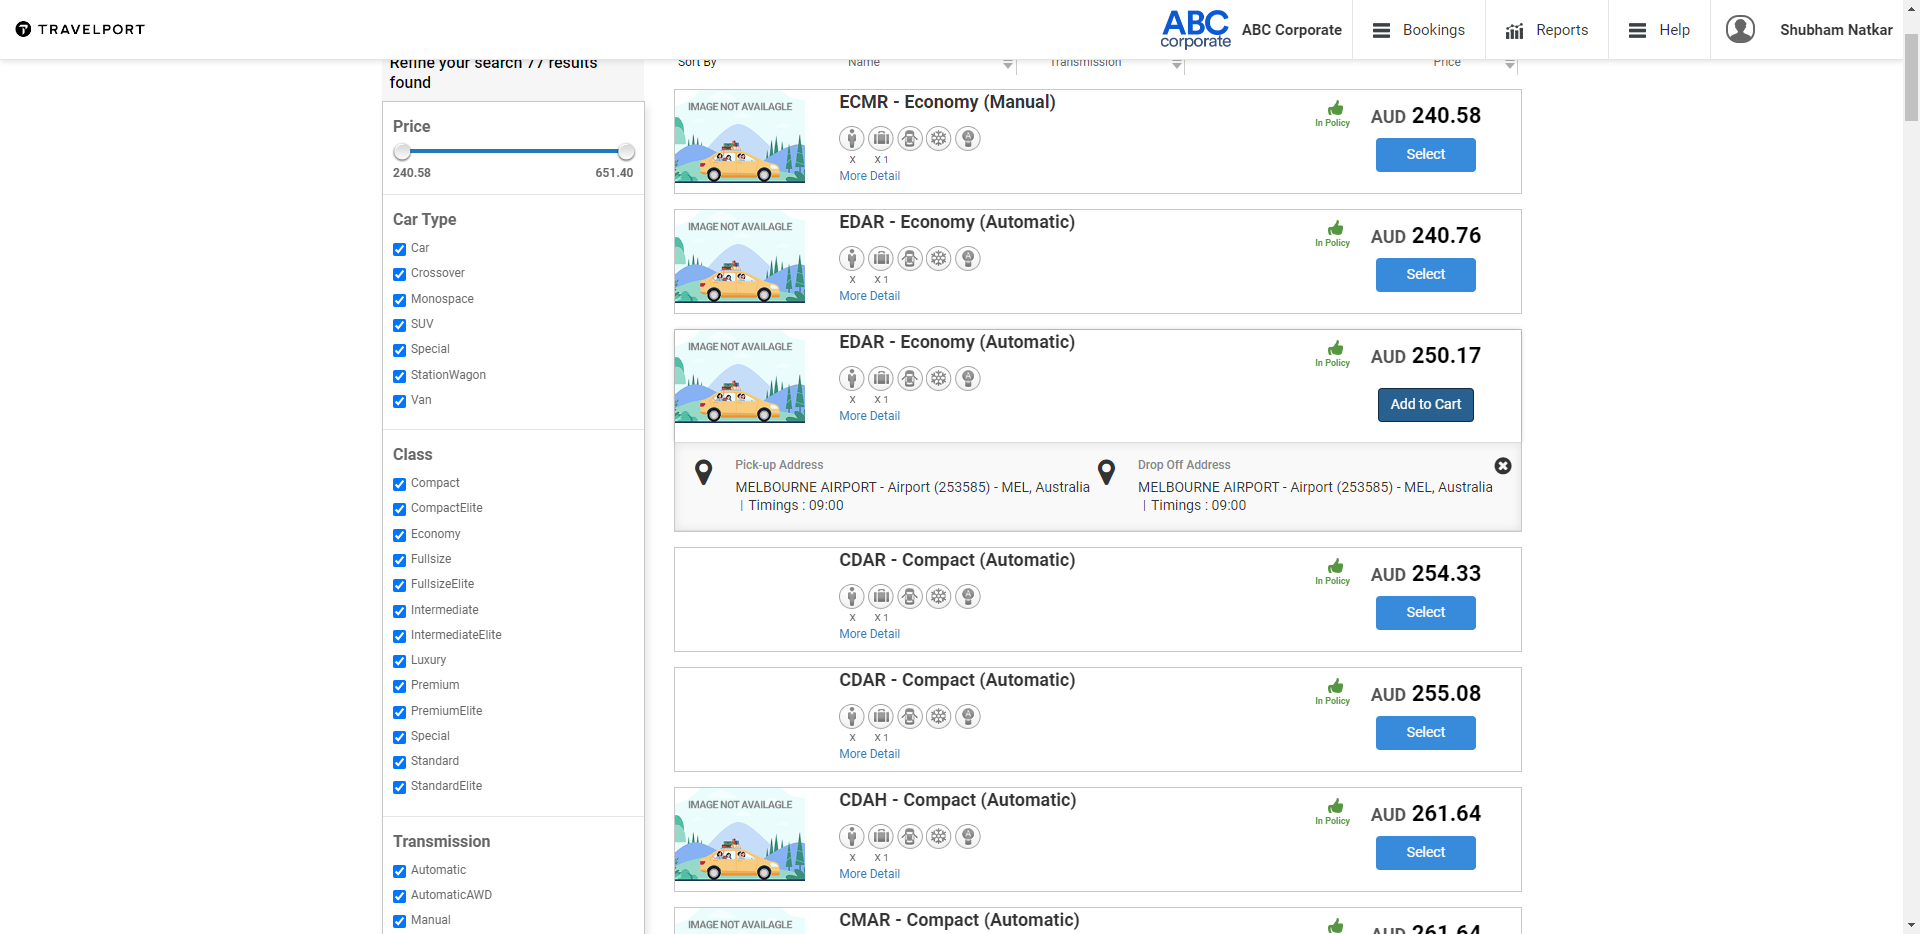 TRAVELPORT
ABC
corporate
ABC Corporate
Bookings
Reports
Help
Shubham Natkar
Refine your search 77 results
found
Price
240.58
651.40
Car Type
Car
Crossover
Monospace
SUV
Special
StationWagon
Van
Class
Compact
CompactElite
Economy
Fullsize
FullsizeElite
Intermediate
IntermediateElite
Luxury
Premium
PremiumElite
Special
Standard
StandardElite
Transmission
Automatic
AutomaticAWD
Manual
Sort By
Name
Transmission
Price
IMAGE NOT AVAILAGLE
ECMR - Economy (Manual)
X
X 1
More Detail
In Policy
AUD 240.58
Select
IMAGE NOT AVAILAGLE
EDAR - Economy (Automatic)
X
X 1
More Detail
In Policy
AUD 240.76
Select
IMAGE NOT AVAILAGLE
EDAR - Economy (Automatic)
X
X 1
More Detail
In Policy
AUD 250.17
Add to Cart
Pick-up Address
MELBOURNE AIRPORT - Airport (253585) - MEL, Australia
| Timings : 09:00
Drop Off Address
MELBOURNE AIRPORT - Airport (253585) - MEL, Australia
| Timings : 09:00
CDAR - Compact (Automatic)
X
X 1
More Detail
In Policy
AUD 254.33
Select
CDAR - Compact (Automatic)
X
X 1
More Detail
In Policy
AUD 255.08
Select
IMAGE NOT AVAILAGLE
CDAH - Compact (Automatic)
X
X 1
More Detail
In Policy
AUD 261.64
Select
IMAGE NOT AVAILAGLE
CMAR - Compact (Automatic)
AUD 261.64